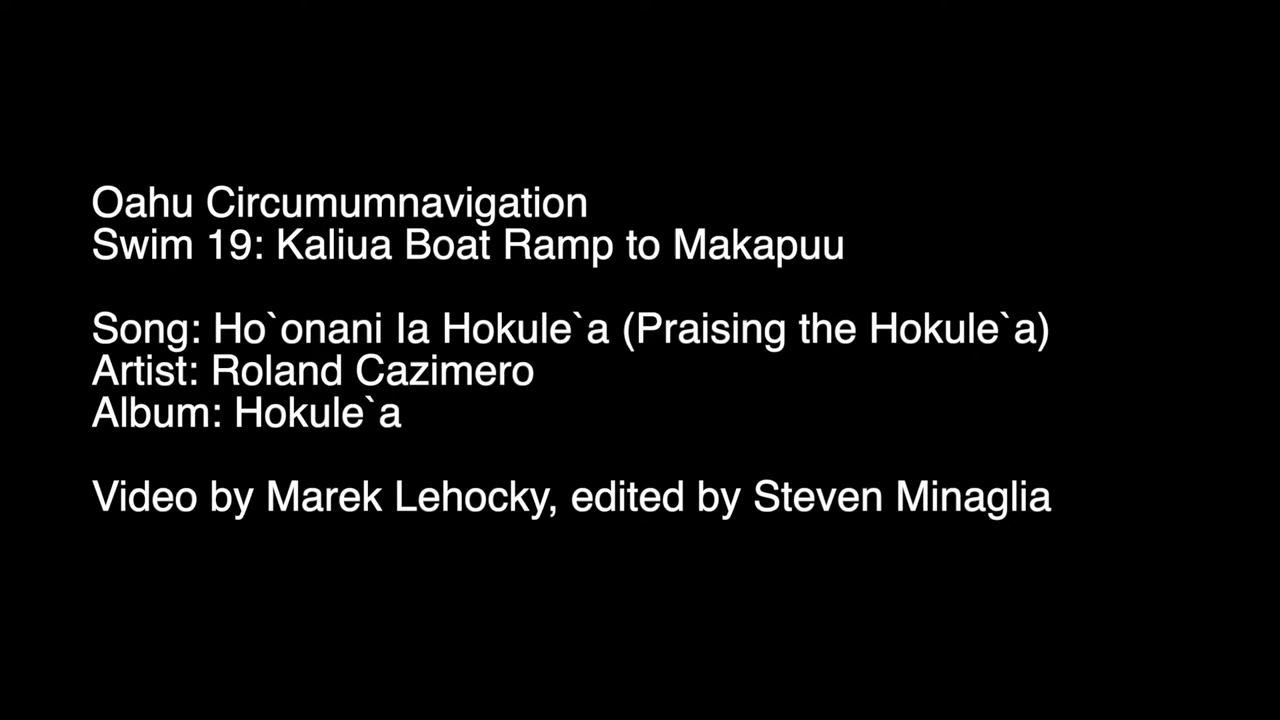 Oahu Circumumnavigation
Swim 19: Kaliua Boat Ramp to Makapuu
Song: Ho`onani Ia Hokule`a (Praising the Hokule`a)
Artist: Roland Cazimero
Album: Hokule`a
Video by Marek Lehocky, edited by Steven Minaglia